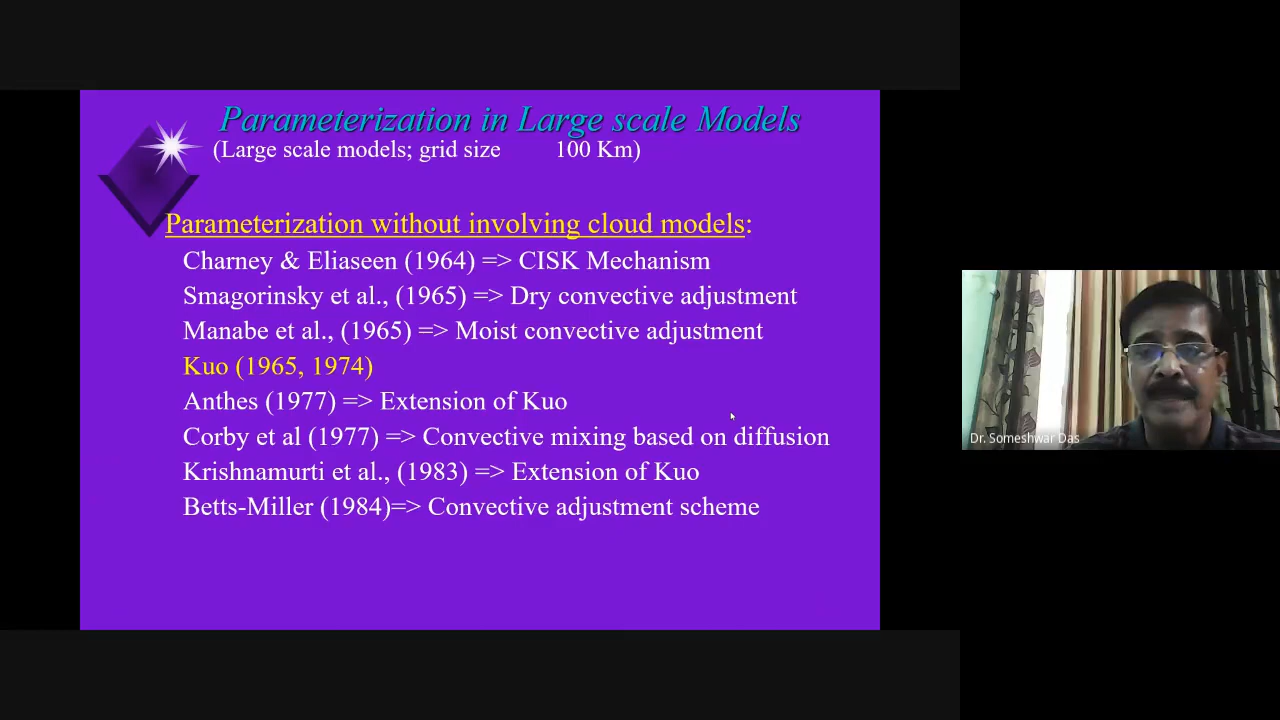 Parameterization in Large scale Models
(Large scale models; grid size 100 Km)
Parameterization without involving cloud models:
Charney & Eliaseen (1964) => CISK Mechanism
Smagorinsky et al., (1965) => Dry convective adjustment
Manabe et al., (1965) => Moist convective adjustment
Kuo (1965, 1974)
Anthes (1977) => Extension of Kuo
Corby et al (1977) => Convective mixing based on diffusion
Krishnamurti et al., (1983) => Extension of Kuo
Betts-Miller (1984)=> Convective adjustment scheme
Dr. Someshwar Das